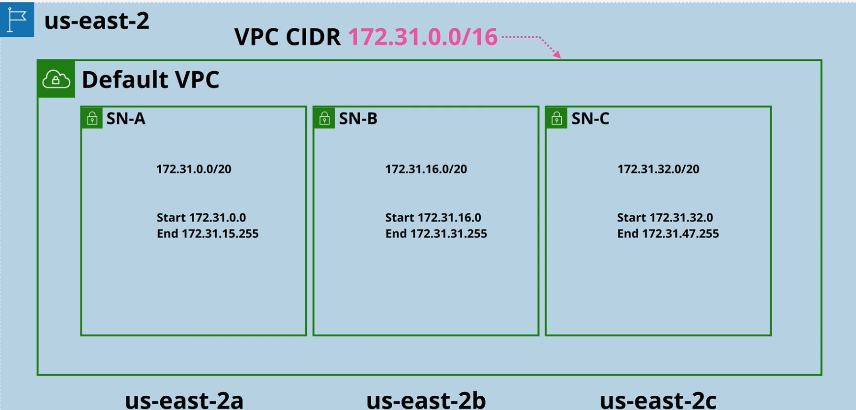 us-east-2
VPC CIDR 172.31.0.0/16
Default VPC
SN-A
172.31.0.0/20
Start 172.31.0.0
End 172.31.15.255
SN-B
172.31.16.0/20
Start 172.31.16.0
End 172.31.31.255
SN-C
172.31.32.0/20
Start 172.31.32.0
End 172.31.47.255
us-east-2a
us-east-2b
us-east-2c